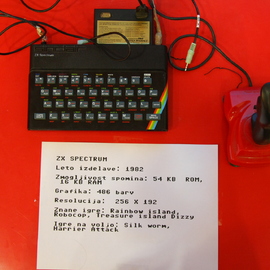 ZX Spectrum
ZX SPECTRUM
Leto izdelave: 1982
Zmogljivost spomina: 54 KB ROM,
16 KB RAM
Grafika: 486 barv
Resolucija: 256 X 192
Znane igre: Rainbow island,
Robocop, Treasure island Dizzy
Igre na voljo: Silk worm,
Harrier Attack